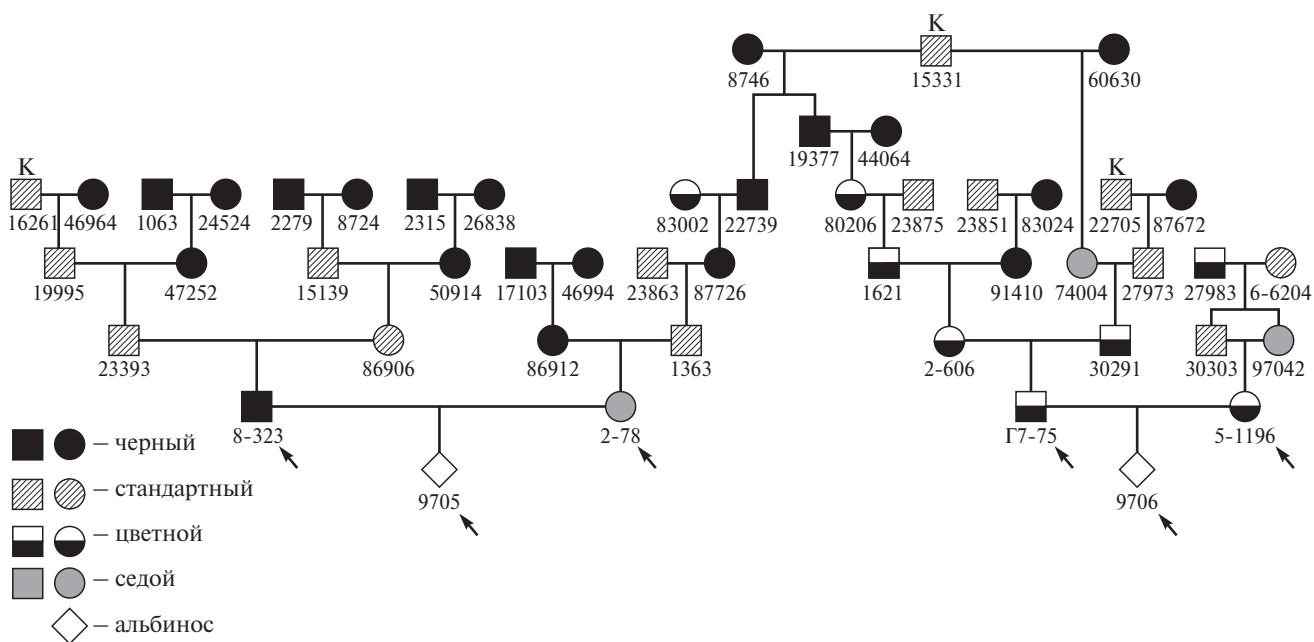 K
8746 15331 60630
19377 44064
K K
16261 46964 1063 24524 2279 8724 2315 26838 83002 22739 80206 23875 23851 83024 22705 87672
19995 47252 15139 50914 17103 46994 23863 87726 1621 91410 74004 27973 27983 6-6204
23393 86906 86912 1363 2-606 30291 30303 97042
8-323 2-78 Г7-75 5-1196
9705 9706
– черный
– стандартный
– цветной
– седой
– альбинос